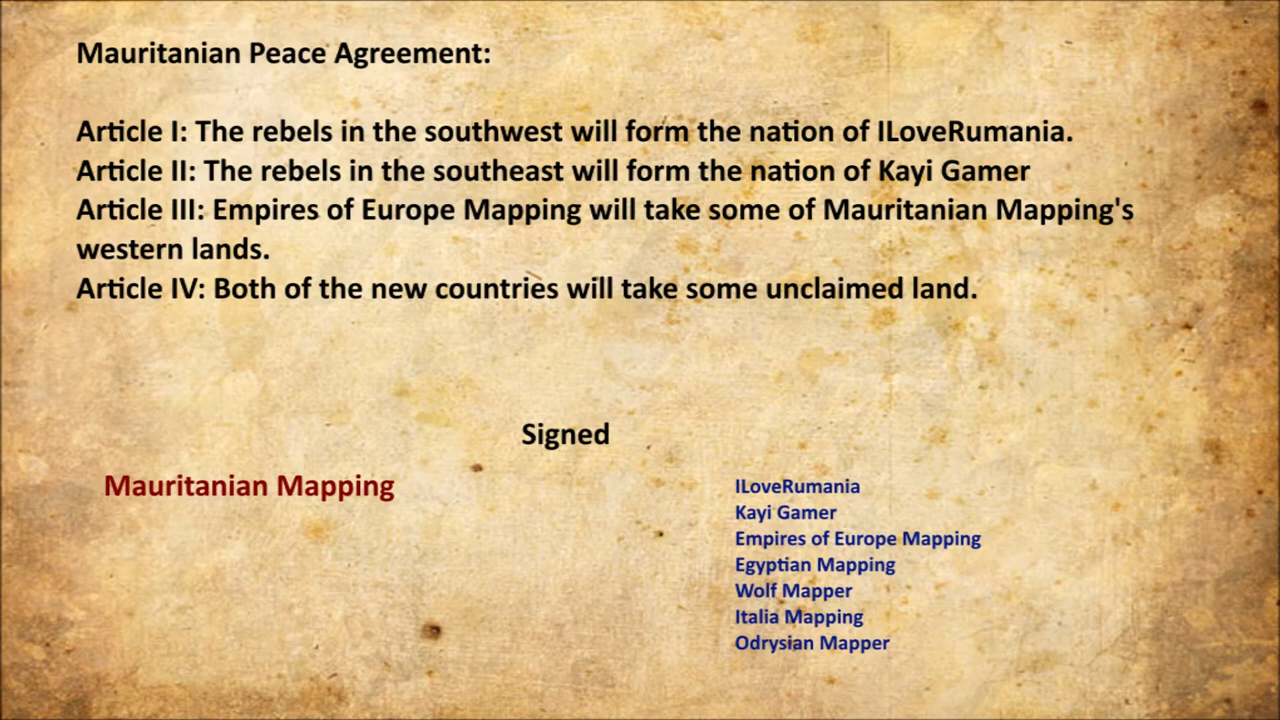 Mauritanian Peace Agreement:
Article I: The rebels in the southwest will form the nation of ILoveRumania.
Article II: The rebels in the southeast will form the nation of Kayi Gamer
Article III: Empires of Europe Mapping will take some of Mauritanian Mapping's
western lands.
Article IV: Both of the new countries will take some unclaimed land.
Signed
Mauritanian Mapping
ILoveRumania
Kayi Gamer
Empires of Europe Mapping
Egyptian Mapping
Wolf Mapper
Italia Mapping
Odrysian Mapper